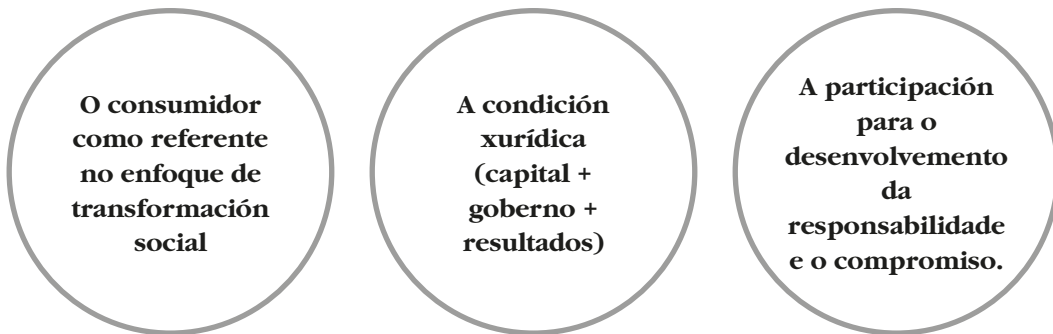 O consumidor
como referente
no enfoque de
transformación
social
A condición
xurídica
(capital +
goberno +
resultados)
A participación
para o
desenvolvemento
da
responsabilidade
e o compromiso.